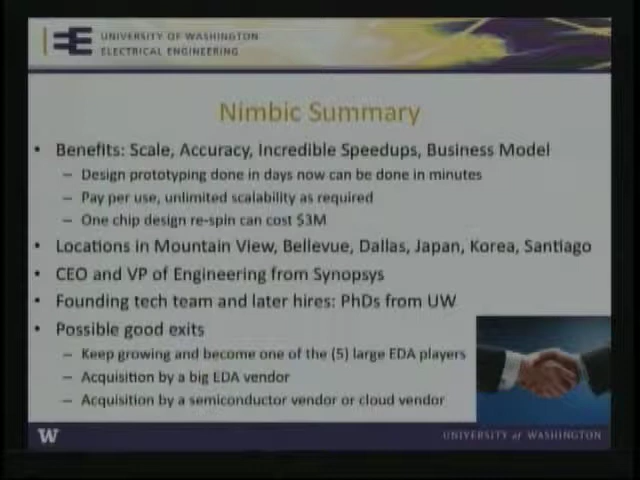 UNIVERSITY OF WASHINGTON
ELECTRICAL ENGINEERING
Nimbic Summary
• Benefits: Scale, Accuracy, Incredible Speedups, Business Model
– Design prototyping done in days now can be done in minutes
– Pay per use, unlimited scalability as required
– One chip design re-spin can cost $3M
• Locations in Mountain View, Bellevue, Dallas, Japan, Korea, Santiago
• CEO and VP of Engineering from Synopsys
• Founding tech team and later hires: PhDs from UW
• Possible good exits
– Keep growing and become one of the (5) large EDA players
– Acquisition by a big EDA vendor
– Acquisition by a semiconductor vendor or cloud vendor
W UNIVERSITY of WASHINGTON